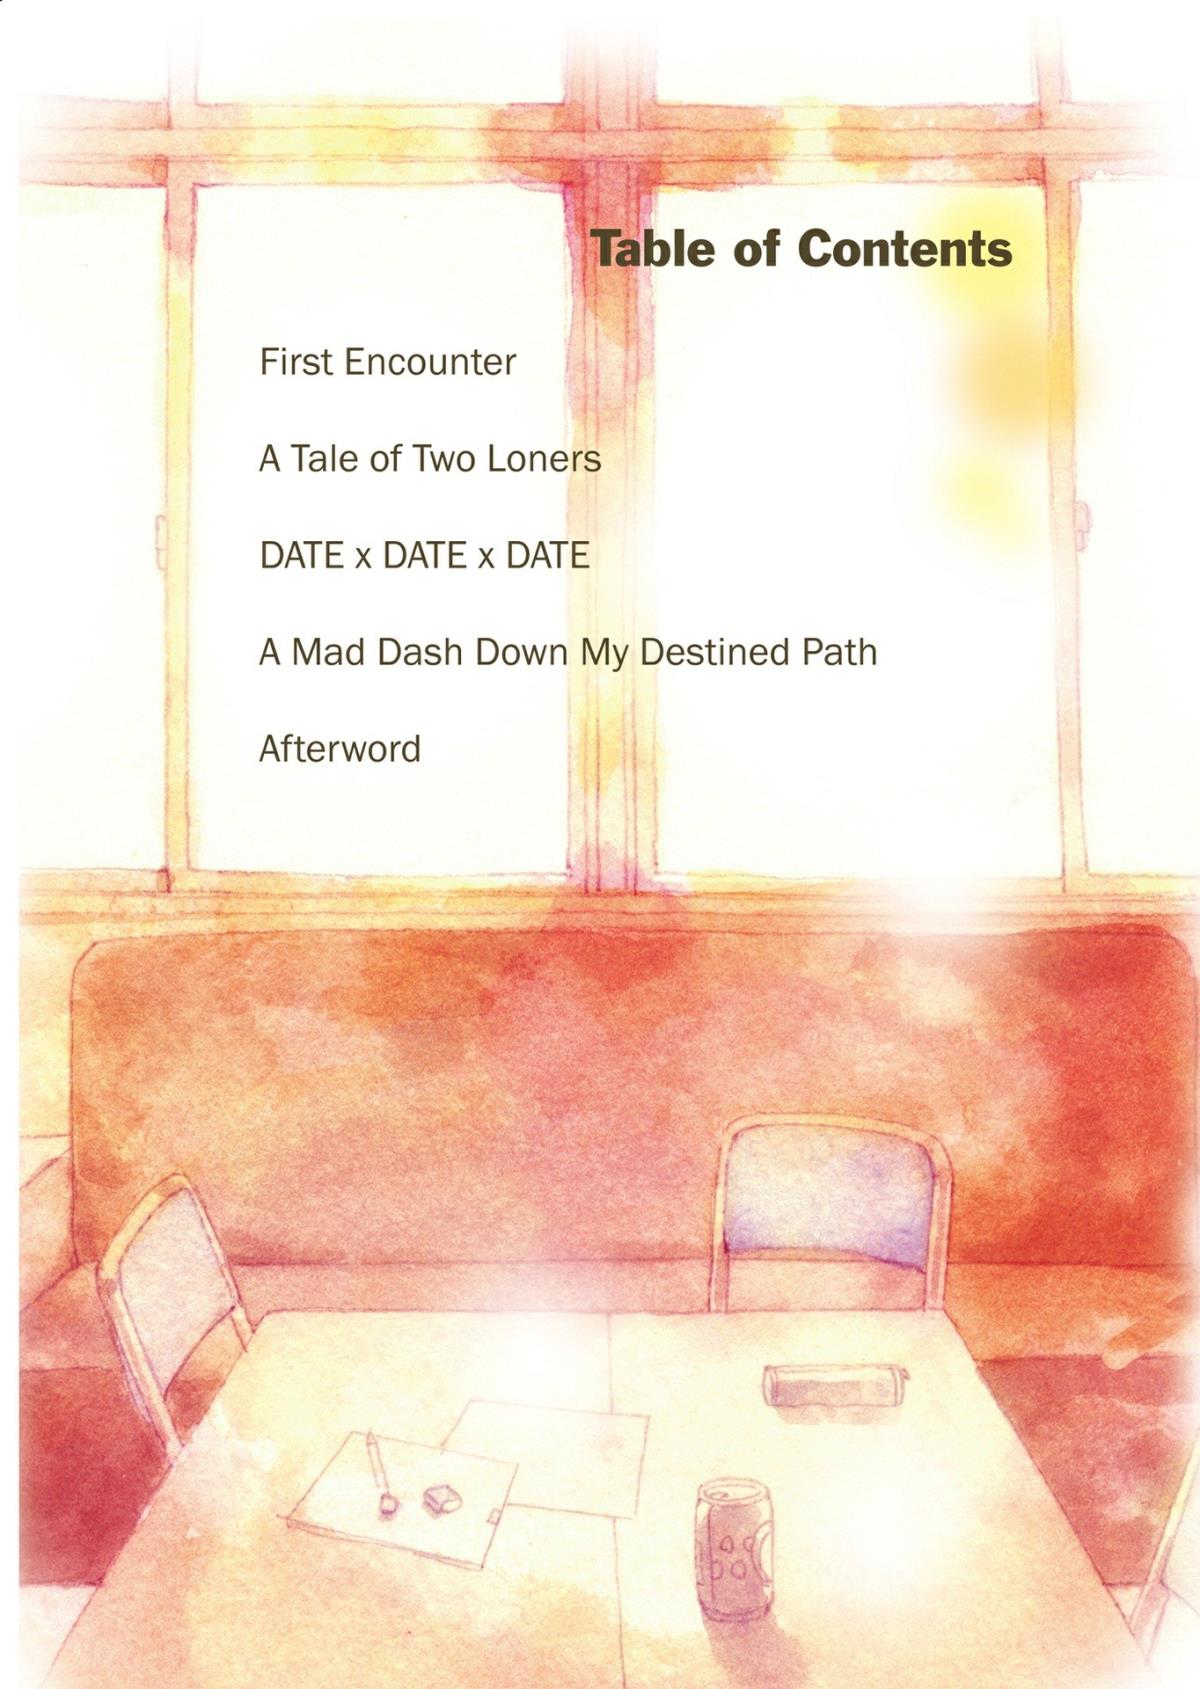 Table of Contents
First Encounter
A Tale of Two Loners
DATE x DATE x DATE
A Mad Dash Down My Destined Path
Afterword